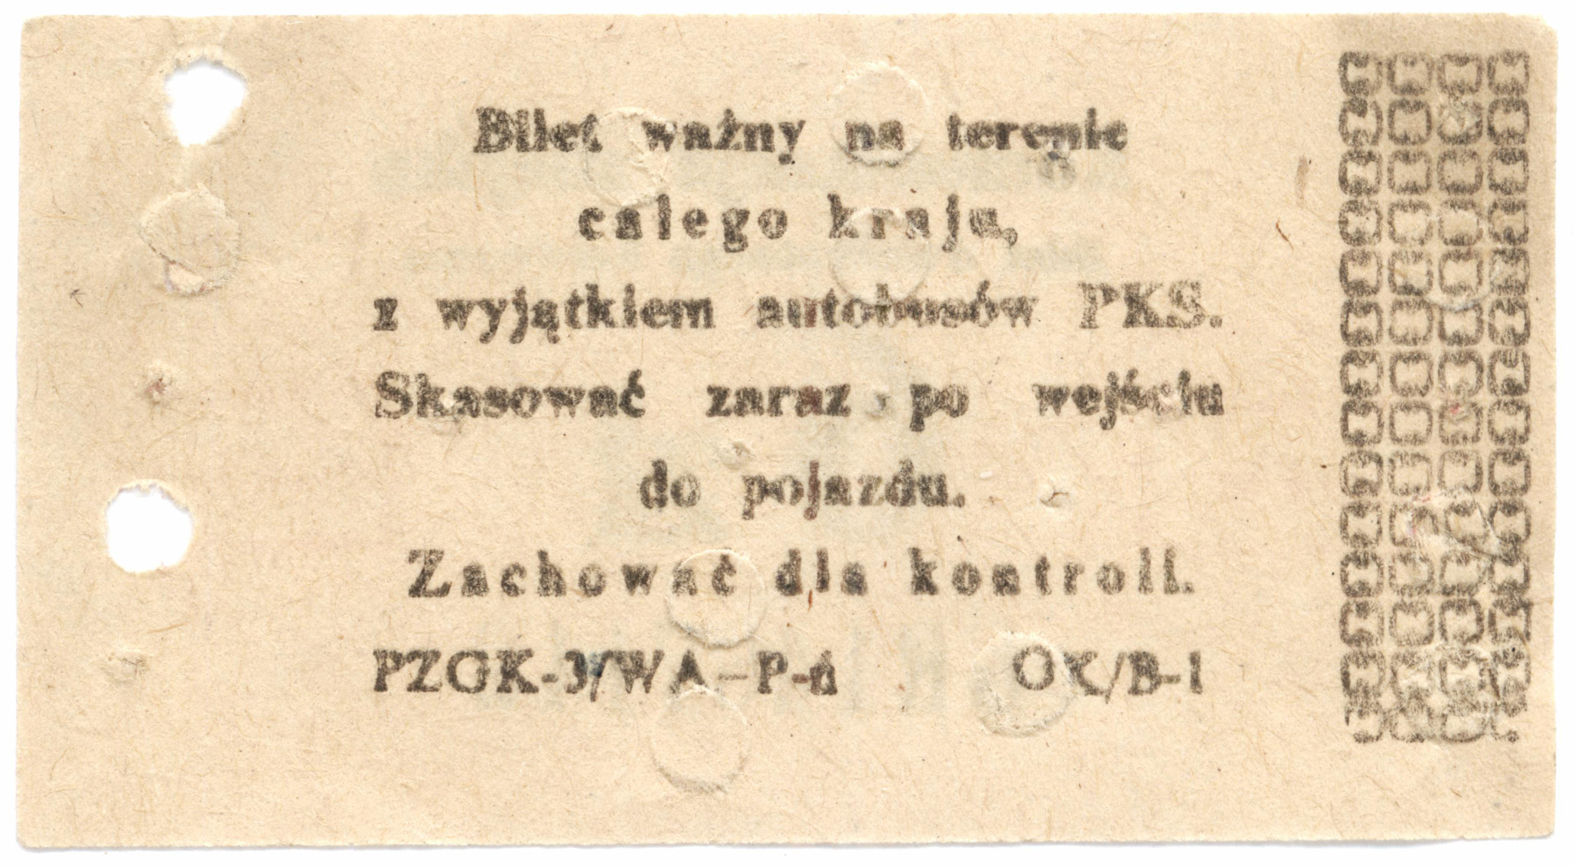 Bilet ważny na terenie
całego kraju,
z wyjątkiem autobusów PKS.
Skasować zaraz po wejściu
do pojazdu.
Zachować dla kontroli.
PZGK-3/WA-P-ń OK/B-1